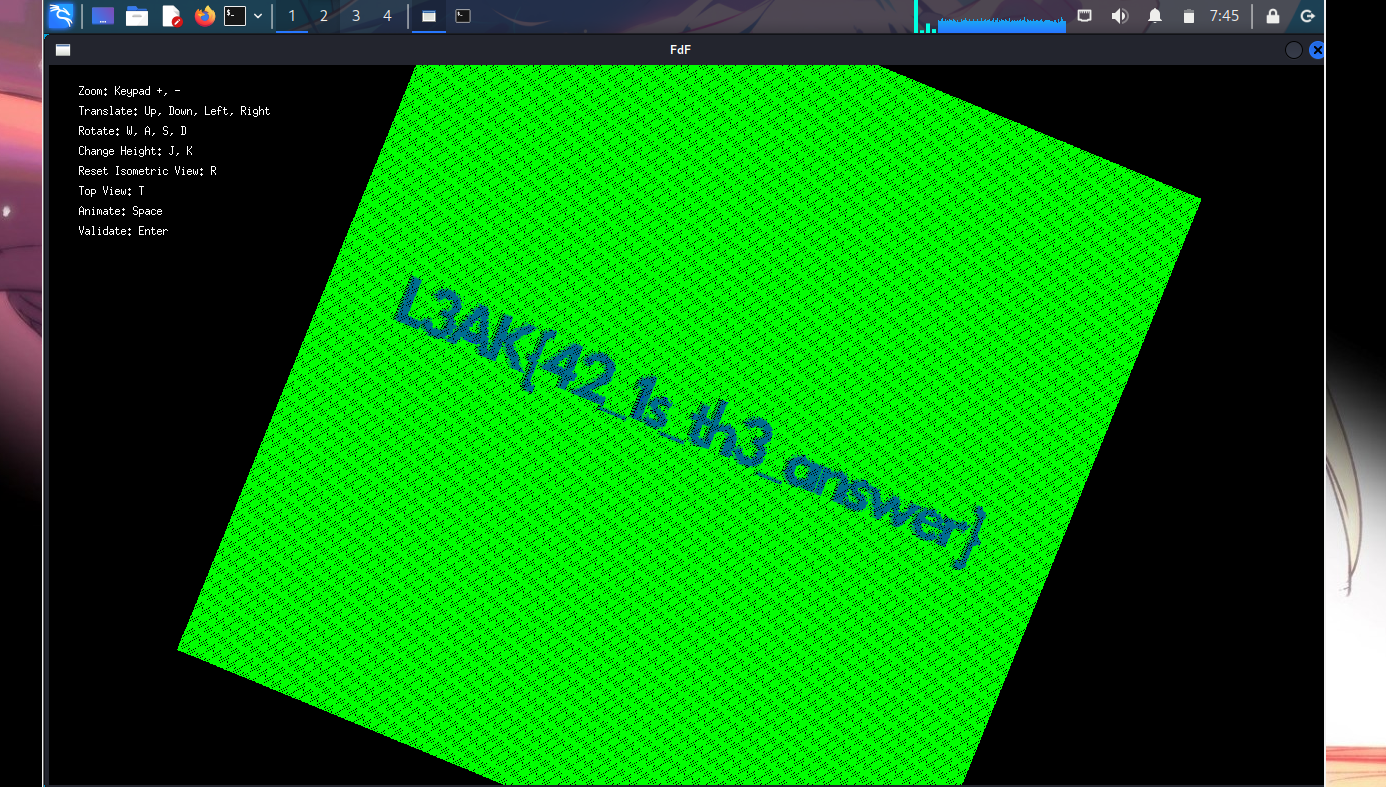 1 2 3 4
7:45
FdF
Zoom: Keypad +, -
Translate: Up, Down, Left, Right
Rotate: W, A, S, D
Change Height: J, K
Reset Isometric View: R
Top View: T
Animate: Space
Validate: Enter
L3AK{42_1s_th3_answer}